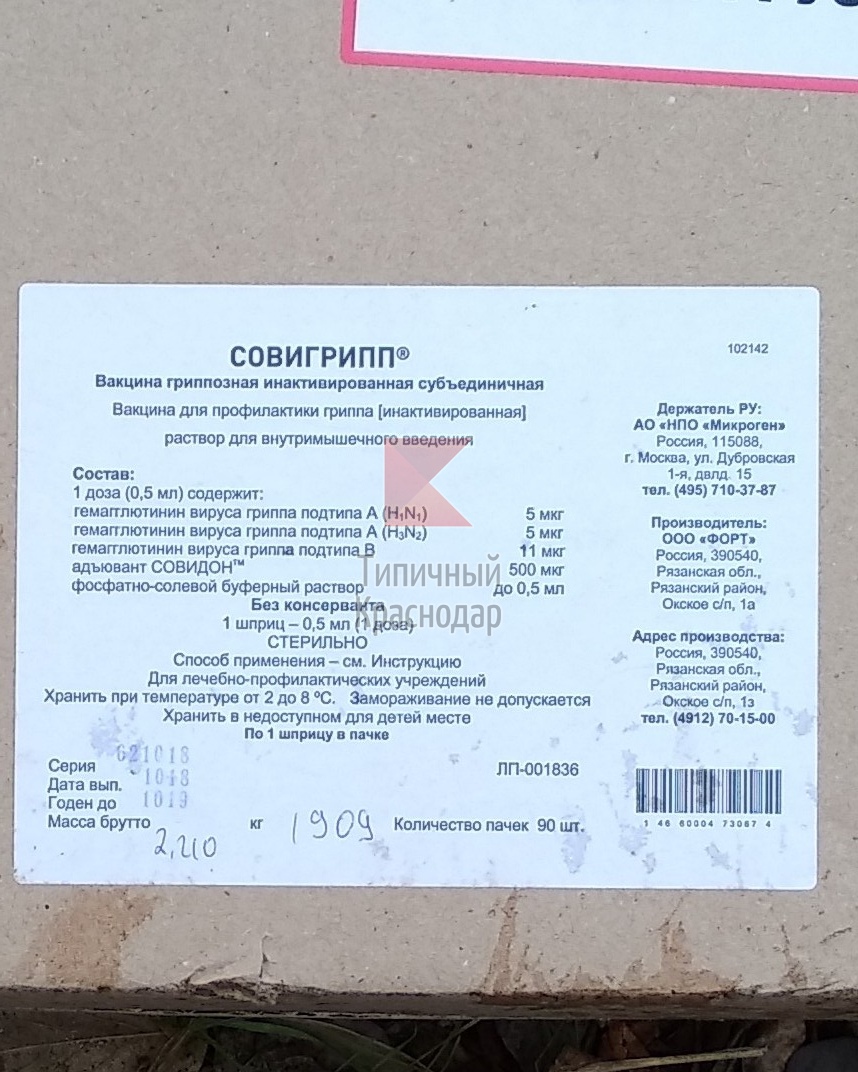 СОВИГРИПП®
Вакцина гриппозная инактивированная субъединичная
Вакцина для профилактики гриппа [инактивированная]
раствор для внутримышечного введения
Состав:
1 доза (0,5 мл) содержит:
гемагглютинин вируса гриппа подтипа А (H₁N₁) 5 мкг
гемагглютинин вируса гриппа подтипа А (H₃N₂) 5 мкг
гемагглютинин вируса гриппа подтипа В 11 мкг
адъювант СОВИДОН™ 500 мкг
фосфатно-солевой буферный раствор до 0,5 мл
Без консерванта
1 шприц – 0,5 мл (1 доза)
СТЕРИЛЬНО
Способ применения – см. Инструкцию
Для лечебно-профилактических учреждений
Хранить при температуре от 2 до 8 ºС. Замораживание не допускается
Хранить в недоступном для детей месте
По 1 шприцу в пачке
Серия 621018
Дата вып. 1018
Годен до 1019
Масса брутто 2,210 кг 1909 Количество пачек 90 шт.
ЛП-001836
102142
Держатель РУ:
АО «НПО «Микроген»
Россия, 115088,
г. Москва, ул. Дубровская
1-я, двлд. 15
тел. (495) 710-37-87
Производитель:
ООО «ФОРТ»
Россия, 390540,
Рязанская обл.,
Рязанский район,
Окское с/п, 1а
Адрес производства:
Россия, 390540,
Рязанская обл.,
Рязанский район,
Окское с/п, 1з
тел. (4912) 70-15-00
1 46 60004 73067 4
Типичный
Краснодар